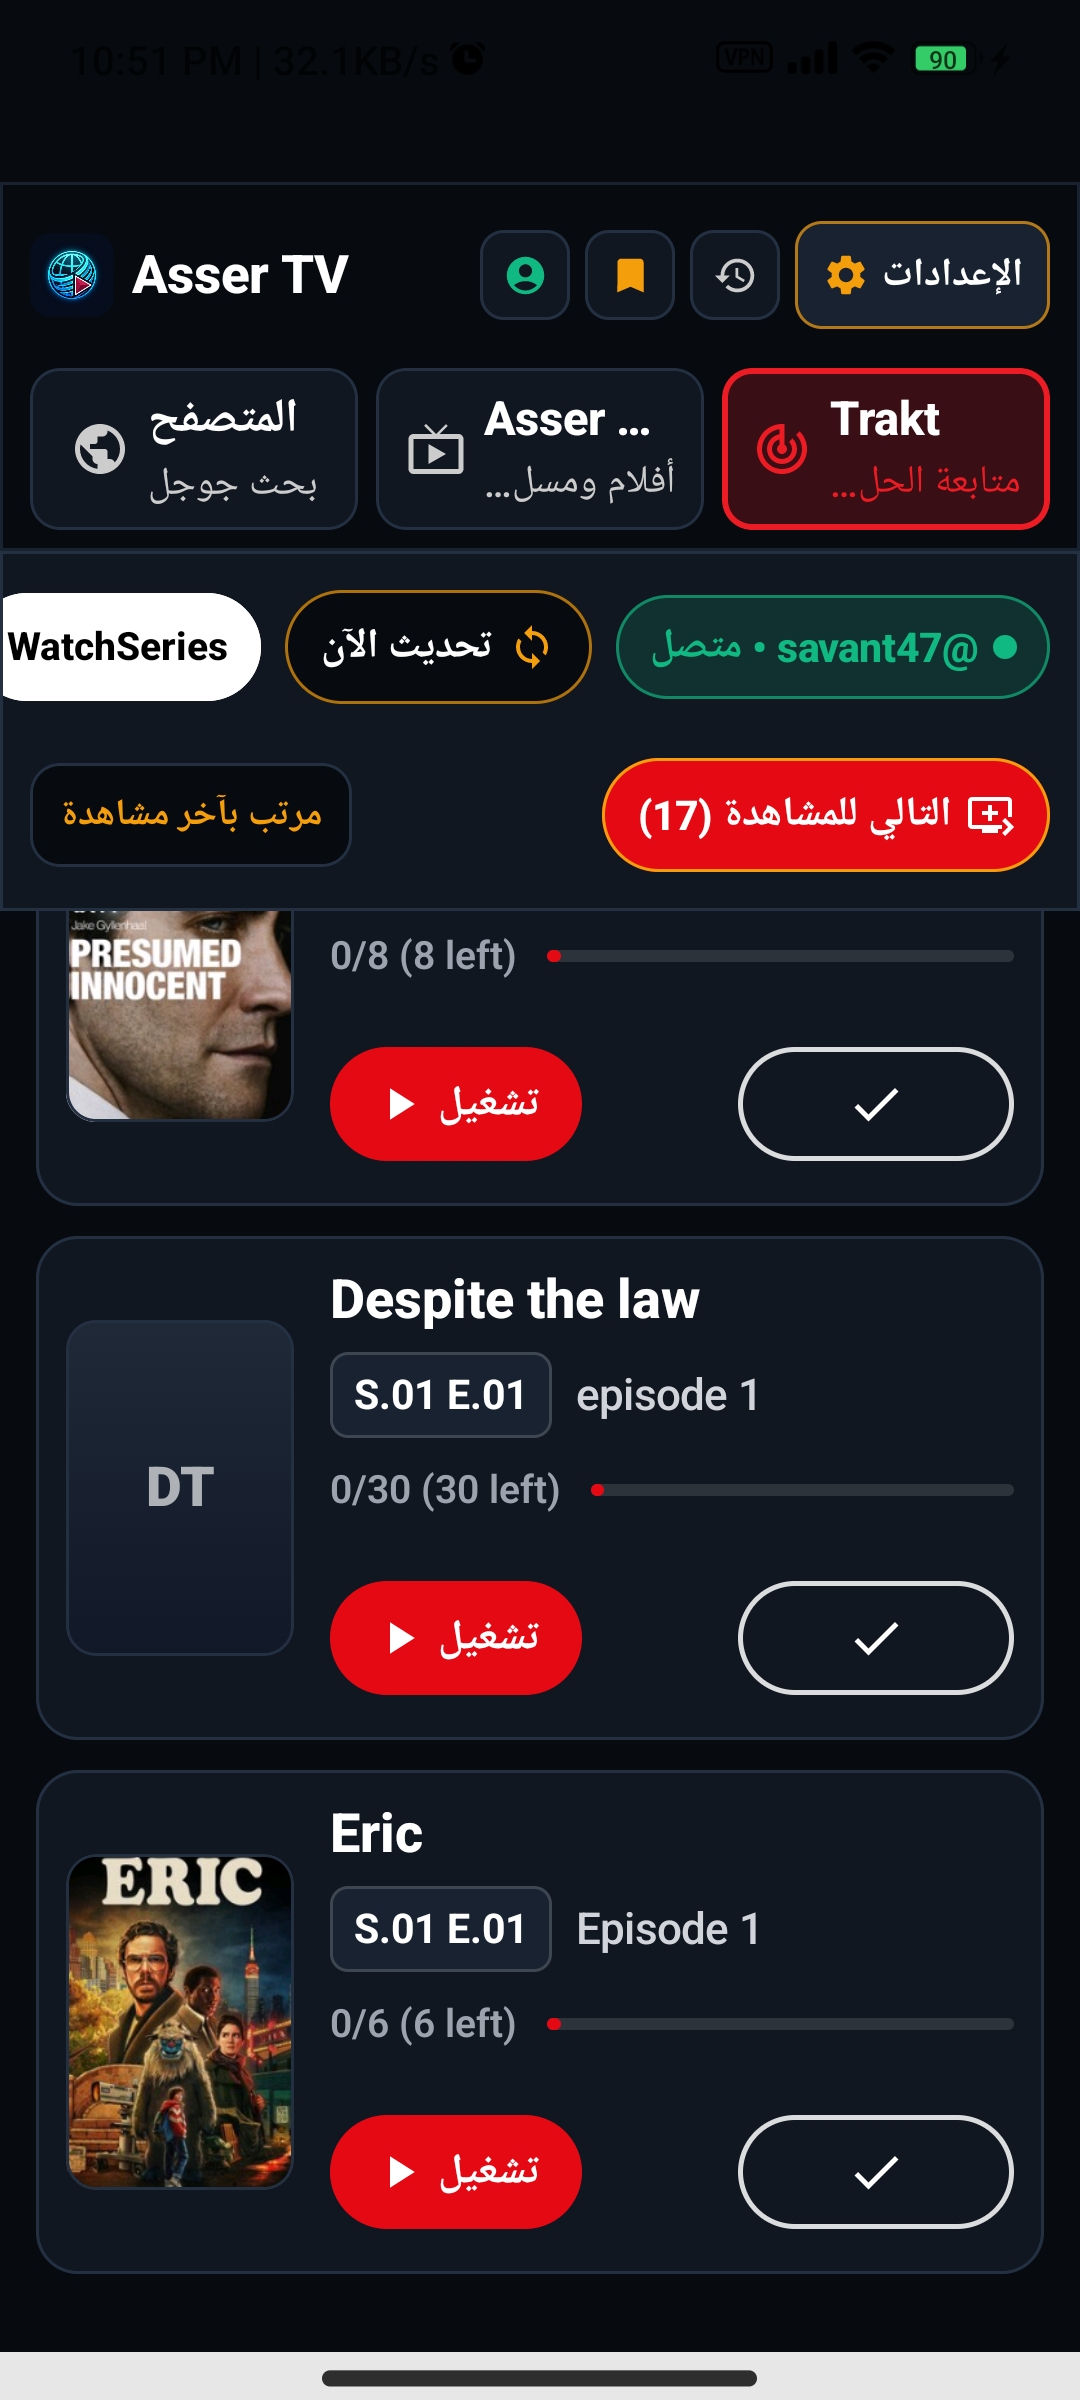 10:51 PM | 32.1KB/s
VPN
90
Asser TV
الإعدادات
المتصفح
بحث جوجل
Asser ...
أفلام ومسل...
Trakt
متابعة الحل...
@savant47 • متصل
تحديث الآن
WatchSeries
التالي للمشاهدة (17)
مرتب بآخر مشاهدة
Jake Gyllenhaal
PRESUMED
INNOCENT
0/8 (8 left)
تشغيل
DT
Despite the law
S.01 E.01
episode 1
0/30 (30 left)
تشغيل
ERIC
Eric
S.01 E.01
Episode 1
0/6 (6 left)
تشغيل